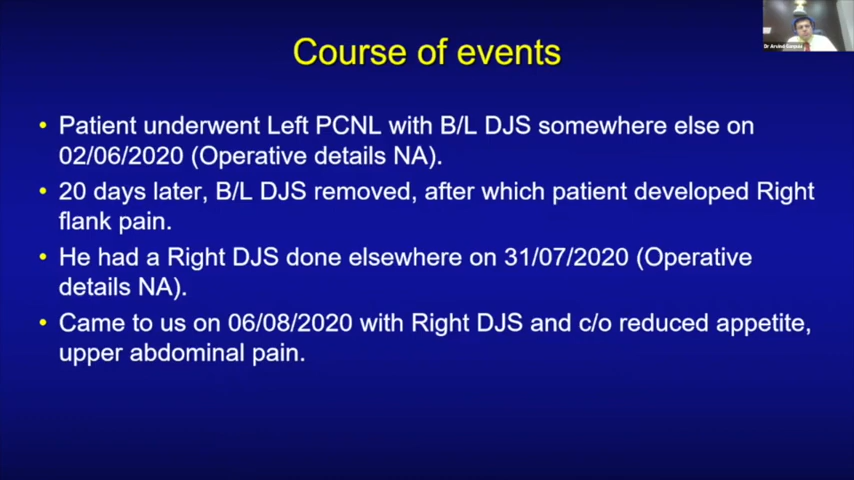 Course of events
• Patient underwent Left PCNL with B/L DJS somewhere else on
02/06/2020 (Operative details NA).
• 20 days later, B/L DJS removed, after which patient developed Right
flank pain.
• He had a Right DJS done elsewhere on 31/07/2020 (Operative
details NA).
• Came to us on 06/08/2020 with Right DJS and c/o reduced appetite,
upper abdominal pain.
Dr Arvind